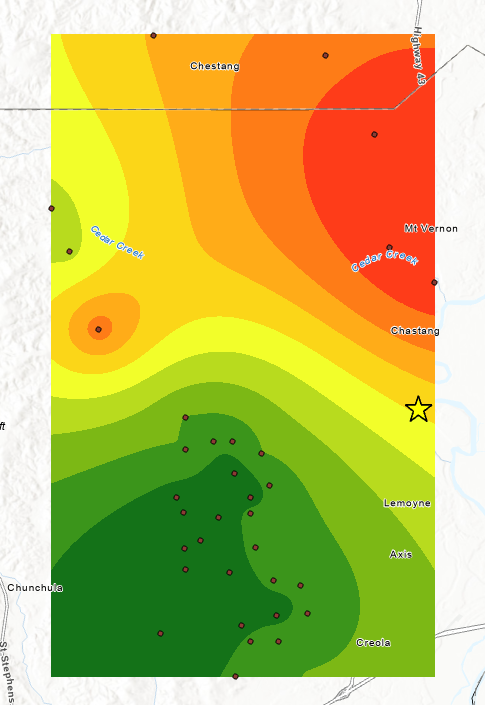 Highway 43
Chestang
Cedar Creek
Mt Vernon
Cedar Creek
Chastang
ft
Lemoyne
Axis
Chunchula
Creola
St-Stephens